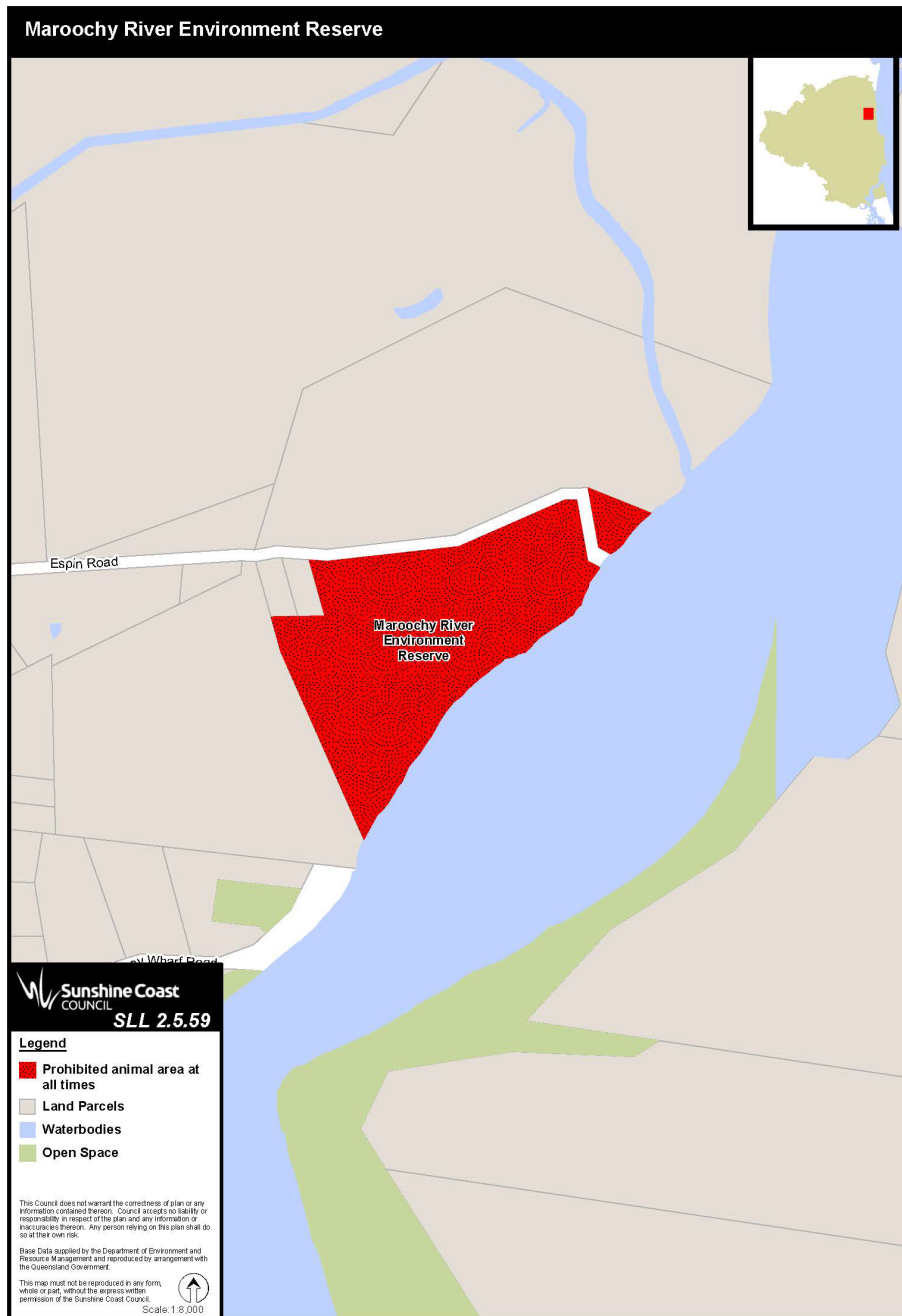 Maroochy River Environment Reserve
Espin Road
Maroochy River
Environment
Reserve
Wharf Road
Sunshine Coast
COUNCIL
SLL 2.5.59
Legend
Prohibited animal area at
all times
Land Parcels
Waterbodies
Open Space
This Council does not warrant the correctness of plan or any
information contained thereon. Council accepts no liability or
responsibility in respect of the plan and any information or
inaccuracies thereon. Any person relying on this plan shall do
so at their own risk.
Base Data supplied by the Department of Environment and
Resource Management and reproduced by arrangement with
the Queensland Government.
This map must not be reproduced in any form,
whole or part, without the express written
permission of the Sunshine Coast Council.
Scale:1:8,000